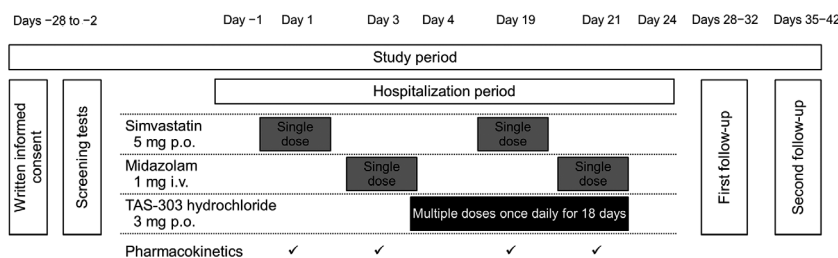 Days −28 to −2 Day −1 Day 1 Day 3 Day 4 Day 19 Day 21 Day 24 Days 28−32 Days 35−42
Study period
Hospitalization period
Written informed
consent
Screening tests
Simvastatin
5 mg p.o.
Single
dose
Single
dose
Midazolam
1 mg i.v.
Single
dose
Single
dose
TAS-303 hydrochloride
3 mg p.o.
Multiple doses once daily for 18 days
Pharmacokinetics ✓ ✓ ✓ ✓
First follow-up
Second follow-up